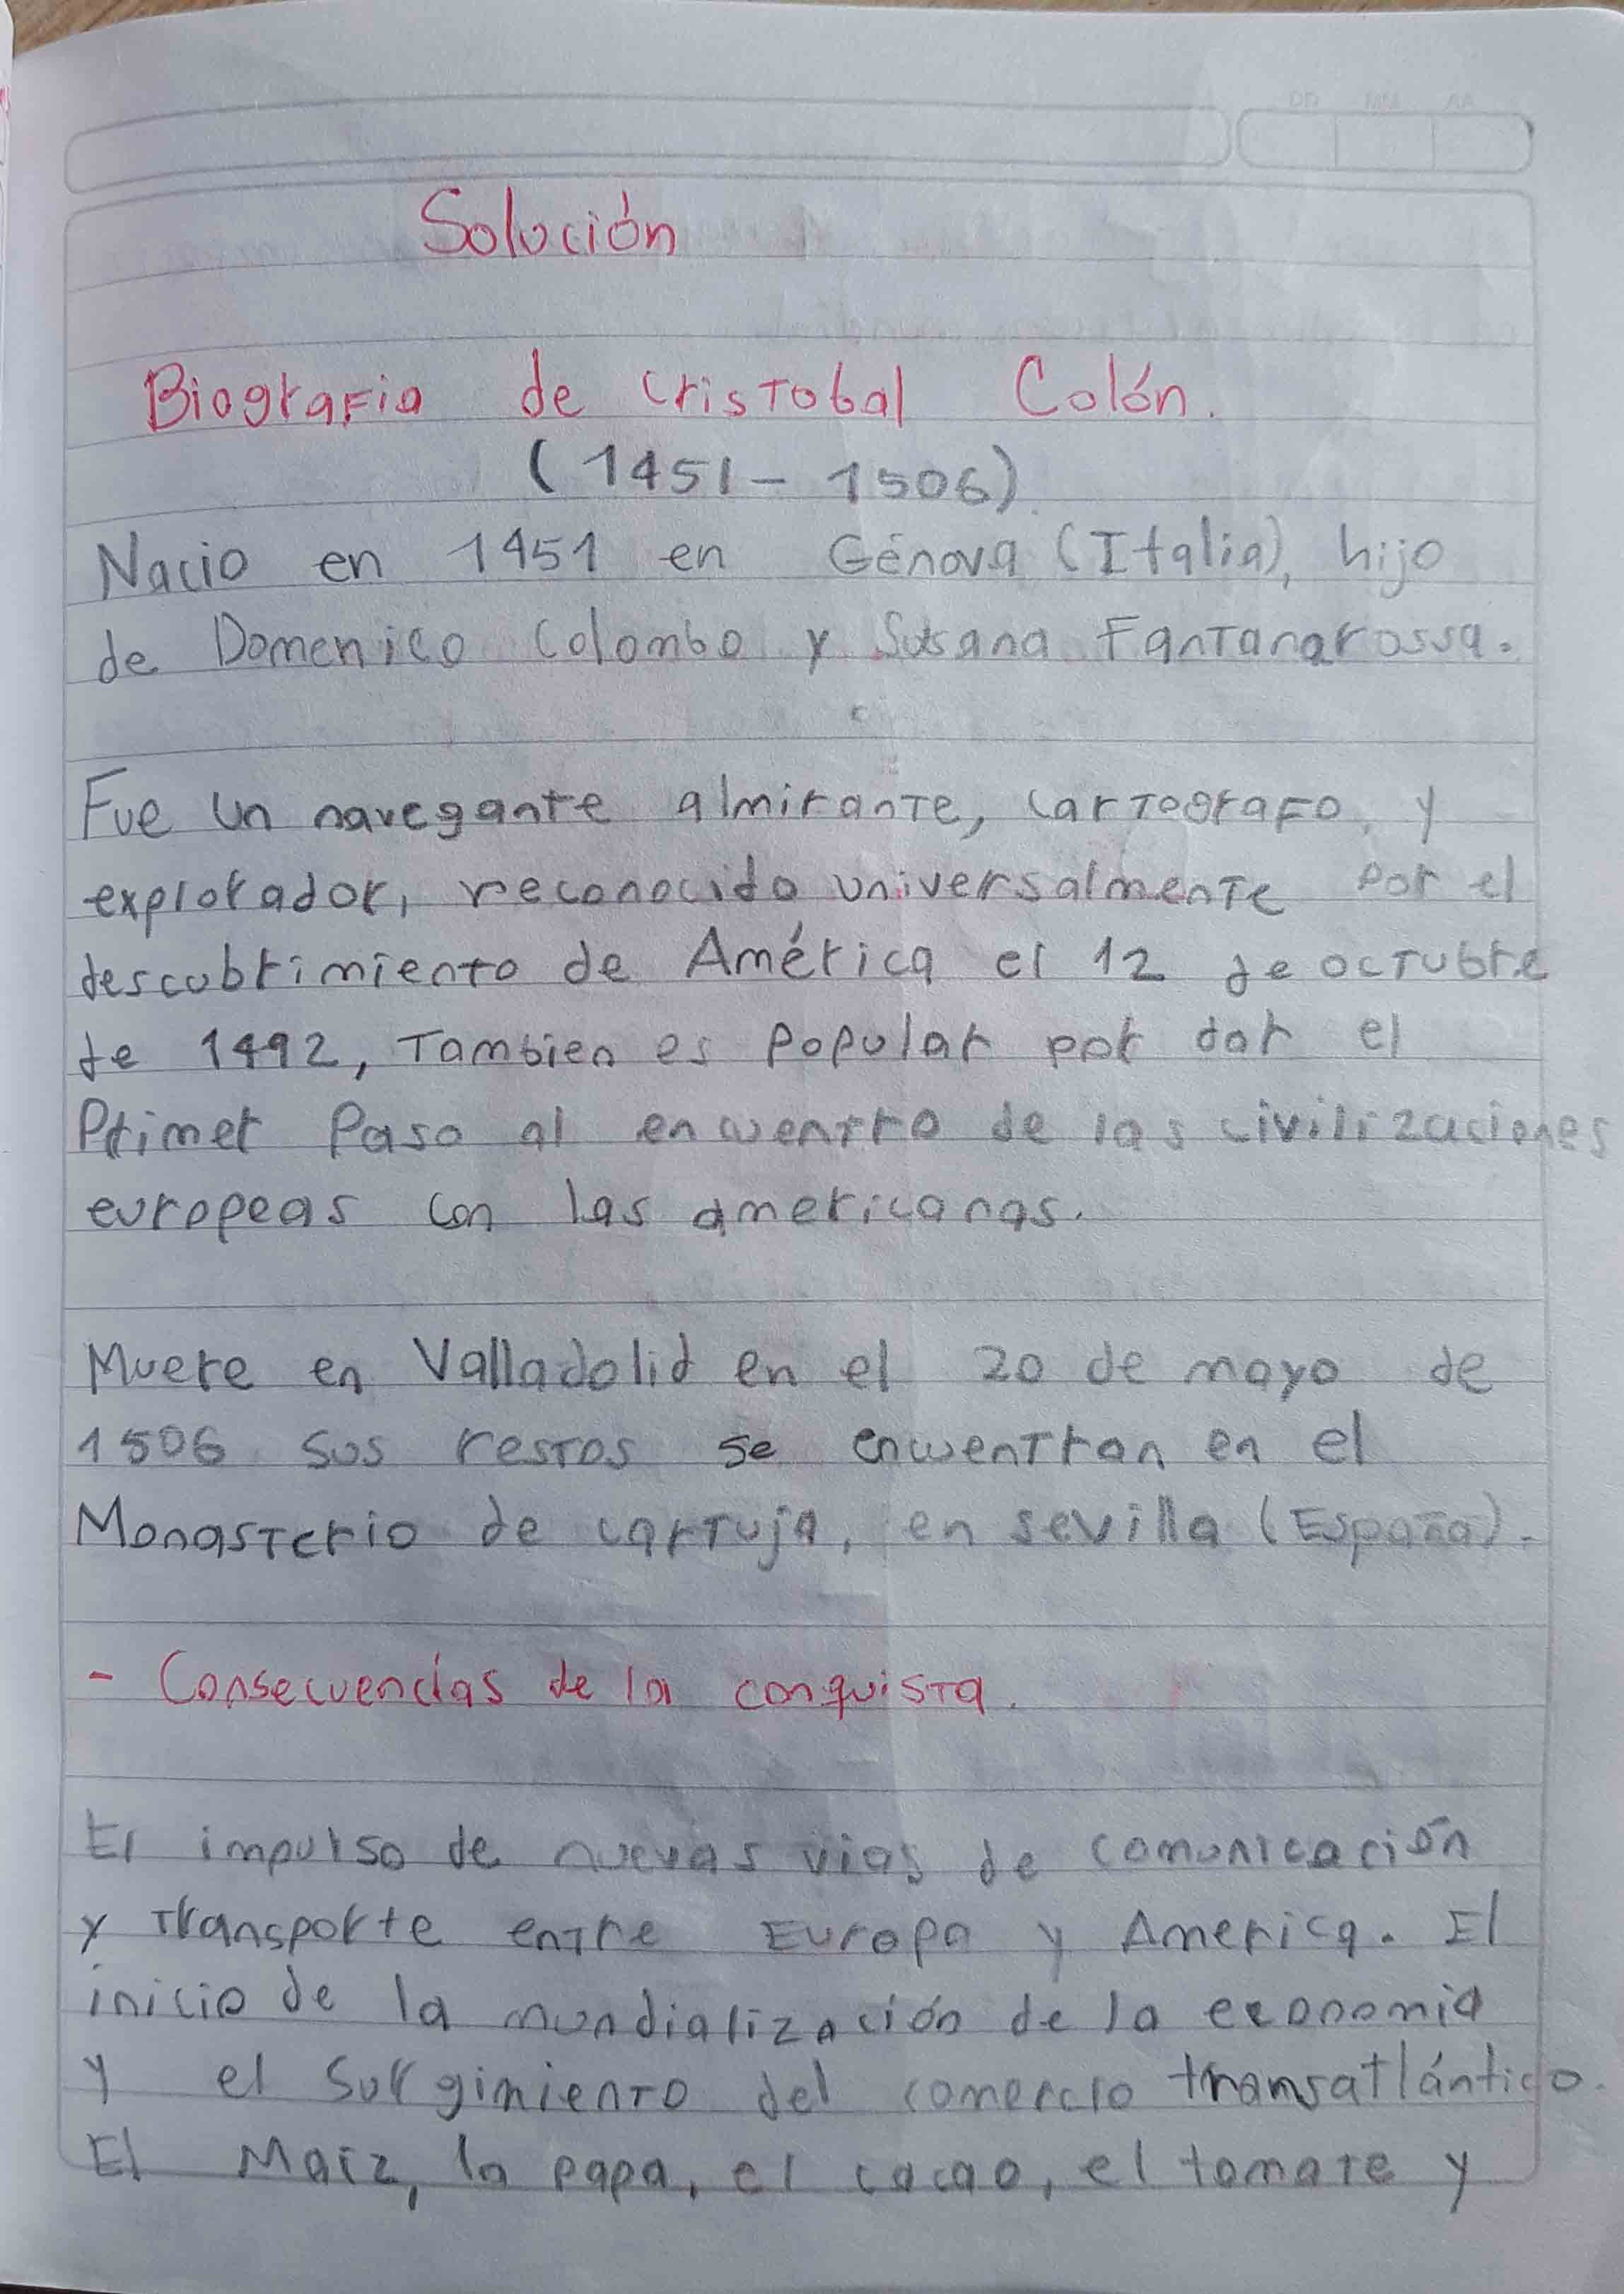 DD MM AA
Solución
Biografia de cristobal Colón.
(1451 - 1506).
Nacio en 1451 en Génova (Italia), hijo
de Domenico Colombo y Susana Fantanarossa.
Fue un navegante almirante, cartografo, y
explorador, reconocido universalmente por el
descubrimiento de América el 12 de octubre
de 1492, Tambien es popular por dar el
Primer Paso al encuentro de las civilizaciones
europeas con las americanas.
Muere en Valladolid en el 20 de mayo de
1506 sus restos se encuentran en el
Monasterio de cartuja, en sevilla (España).
- Consecuencias de la conquista.
El impulso de nuevas vias de comunicación
y transporte entre Europa y America. El
inicio de la mundialización de la economia
y el surgimiento del comercio transatlántico.
El Maiz, la papa, el cacao, el tomate y